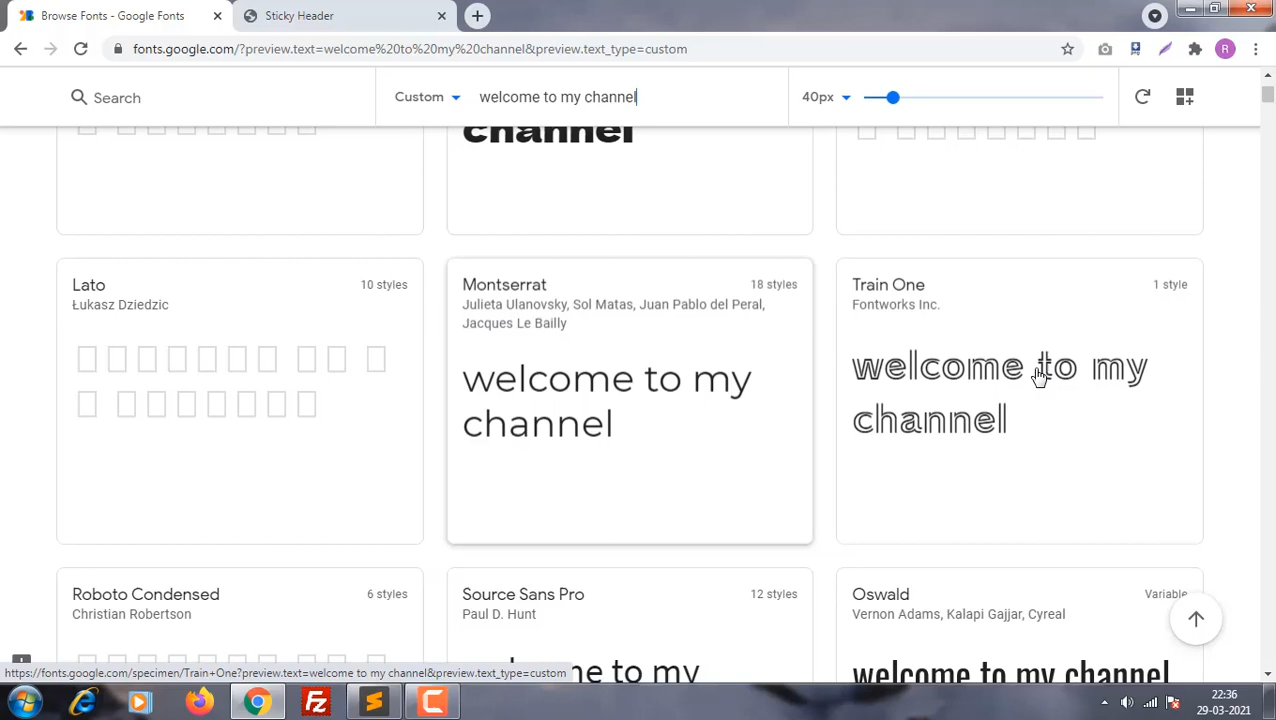 Browse Fonts - Google Fonts
Sticky Header
fonts.google.com/?preview.text=welcome%20to%20my%20channel&preview.text_type=custom
R
Search
Custom
welcome to my channel
40px
channel
Lato
10 styles
Łukasz Dziedzic
Montserrat
18 styles
Julieta Ulanovsky, Sol Matas, Juan Pablo del Peral,
Jacques Le Bailly
welcome to my
channel
Train One
1 style
Fontworks Inc.
welcome to my
channel
Roboto Condensed
6 styles
Christian Robertson
Source Sans Pro
12 styles
Paul D. Hunt
welcome to my
Oswald
Variable
Vernon Adams, Kalapi Gajjar, Cyreal
welcome to my channel
https://fonts.google.com/specimen/Train+One?preview.text=welcome to my channel&preview.text_type=custom
22:36
29-03-2021